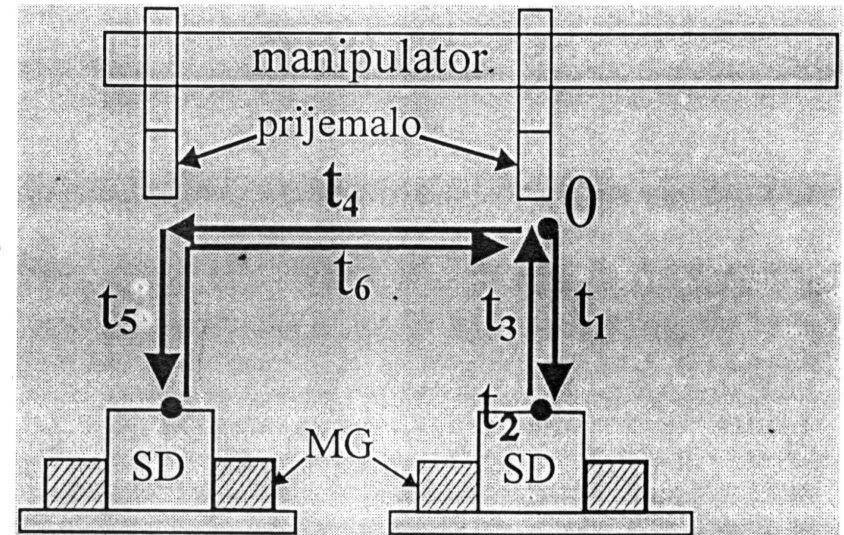 manipulator.
prijemalo
t4
0
t6
t5
t3
t1
t2
MG
SD
SD